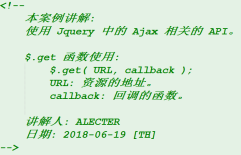 <!--
本案例讲解:
使用 Jquery 中的 Ajax 相关的 API。
$.get 函数使用:
$.get( URL, callback );
URL: 资源的地址。
callback: 回调的函数。
讲解人: ALECTER
日期: 2018-06-19 [TB]
-->